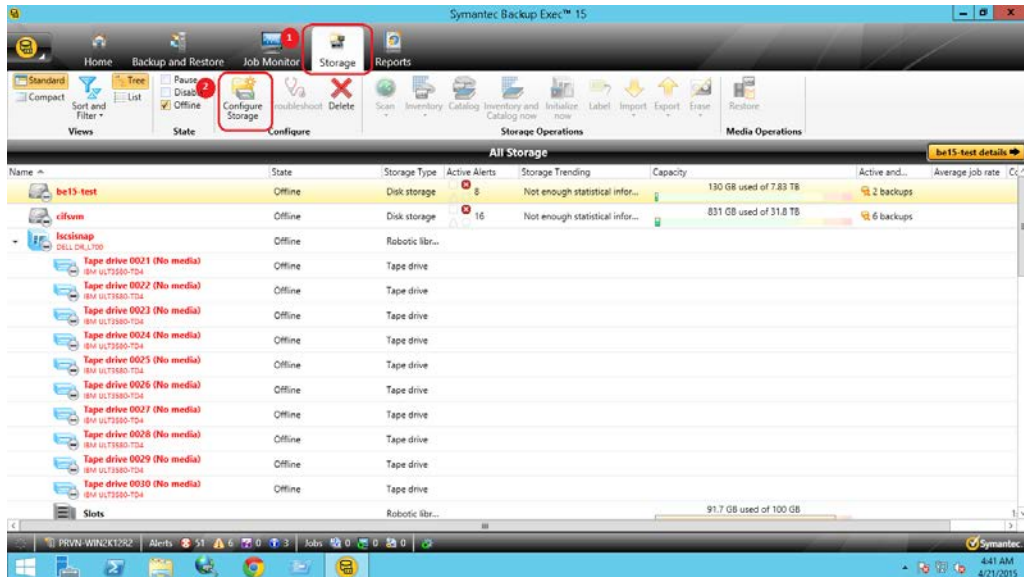 Symantec Backup Exec™ 15
Home Backup and Restore Job Monitor 1 Storage Reports
Standard
Compact
Sort and Filter
Tree
List
Views
Pause
Disab
Offline
State
2
Configure Storage
roubleshoot
Delete
Configure
Scan
Inventory
Catalog
Inventory and Catalog now
Initialize now
Label
Import
Export
Erase
Storage Operations
Restore
Media Operations
All Storage
be15-test details
Name State Storage Type Active Alerts Storage Trending Capacity Active and... Average job rate
be15-test Offline Disk storage 8 Not enough statistical infor... 130 GB used of 7.83 TB 2 backups
cifsvm Offline Disk storage 16 Not enough statistical infor... 831 GB used of 31.8 TB 6 backups
Iscsisnap Offline Robotic libr...
DELL DR_L700
Tape drive 0021 (No media) Offline Tape drive
IBM ULT3580-TD4
Tape drive 0022 (No media) Offline Tape drive
IBM ULT3580-TD4
Tape drive 0023 (No media) Offline Tape drive
IBM ULT3580-TD4
Tape drive 0024 (No media) Offline Tape drive
IBM ULT3580-TD4
Tape drive 0025 (No media) Offline Tape drive
IBM ULT3580-TD4
Tape drive 0026 (No media) Offline Tape drive
IBM ULT3580-TD4
Tape drive 0027 (No media) Offline Tape drive
IBM ULT3580-TD4
Tape drive 0028 (No media) Offline Tape drive
IBM ULT3580-TD4
Tape drive 0029 (No media) Offline Tape drive
IBM ULT3580-TD4
Tape drive 0030 (No media) Offline Tape drive
IBM ULT3580-TD4
Slots Robotic libr... 91.7 GB used of 100 GB
PRVN-WIN2K12R2 Alerts 51 6 0 3 Jobs 0 0 0 Symantec
4:41 AM
4/21/2015